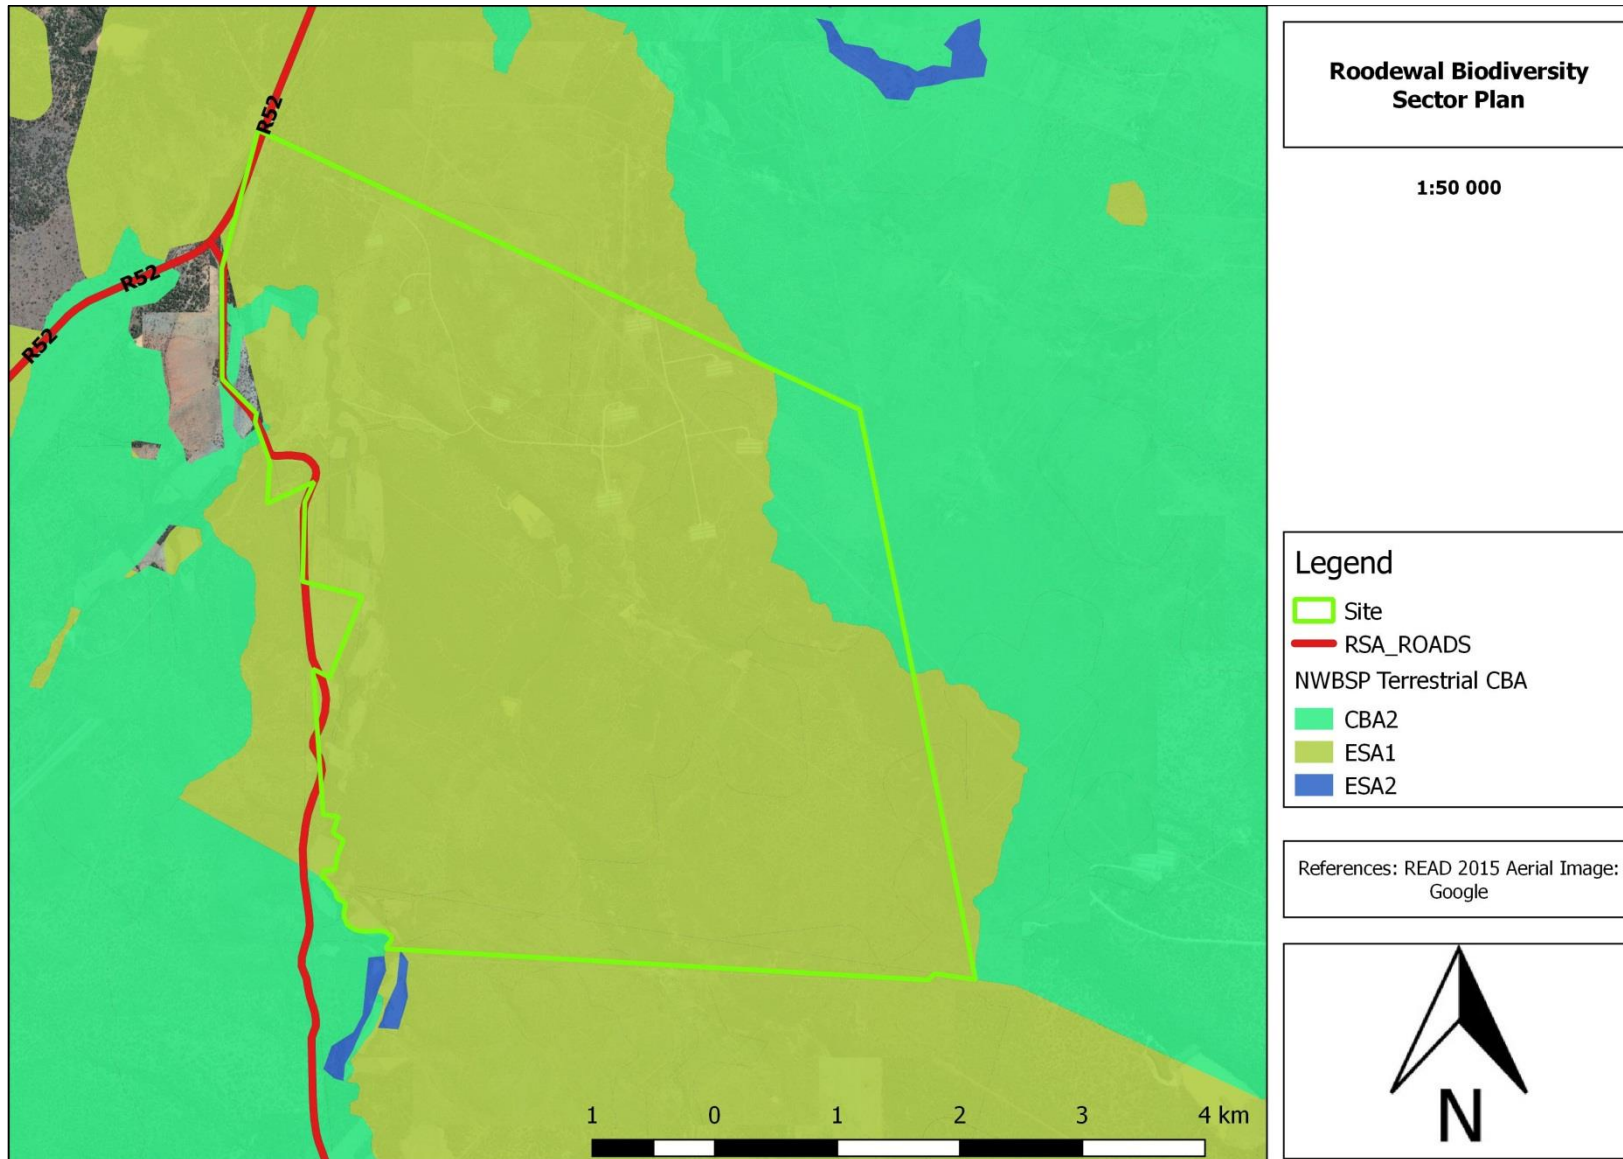 Roodewal Biodiversity
Sector Plan
1:50 000
R52
R52
R52
Legend
Site
RSA_ROADS
NWBSP Terrestrial CBA
CBA2
ESA1
ESA2
References: READ 2015 Aerial Image:
Google
N
1 0 1 2 3 4 km